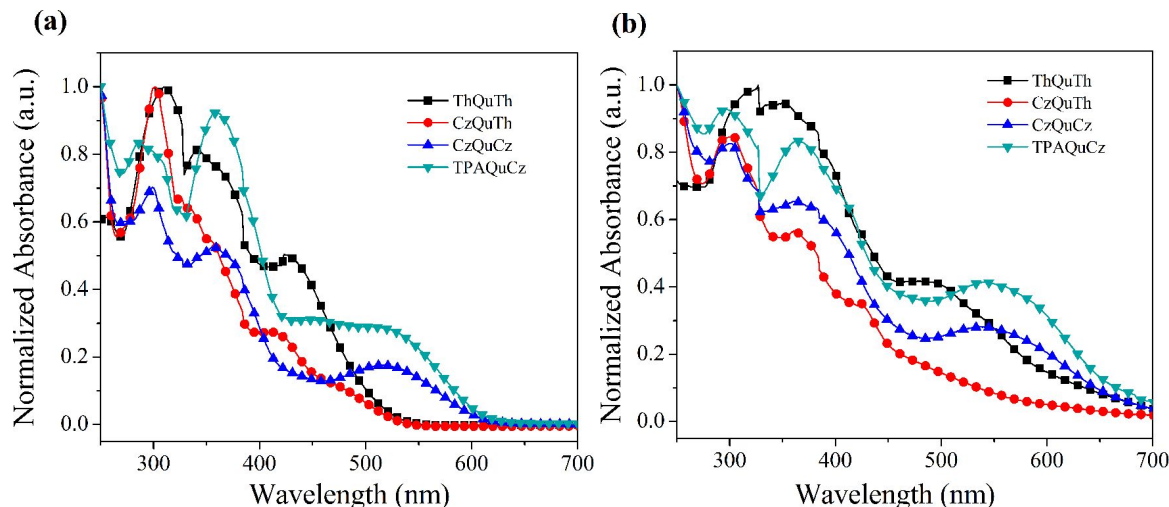 (a)
Normalized Absorbance (a.u.)
1.0
0.8
0.6
0.4
0.2
0.0
ThQuTh
CzQuTh
CzQuCz
TPAQuCz
300 400 500 600 700
Wavelength (nm)
(b)
Normalized Absorbance (a.u.)
1.0
0.8
0.6
0.4
0.2
0.0
ThQuTh
CzQuTh
CzQuCz
TPAQuCz
300 400 500 600 700
Wavelength (nm)